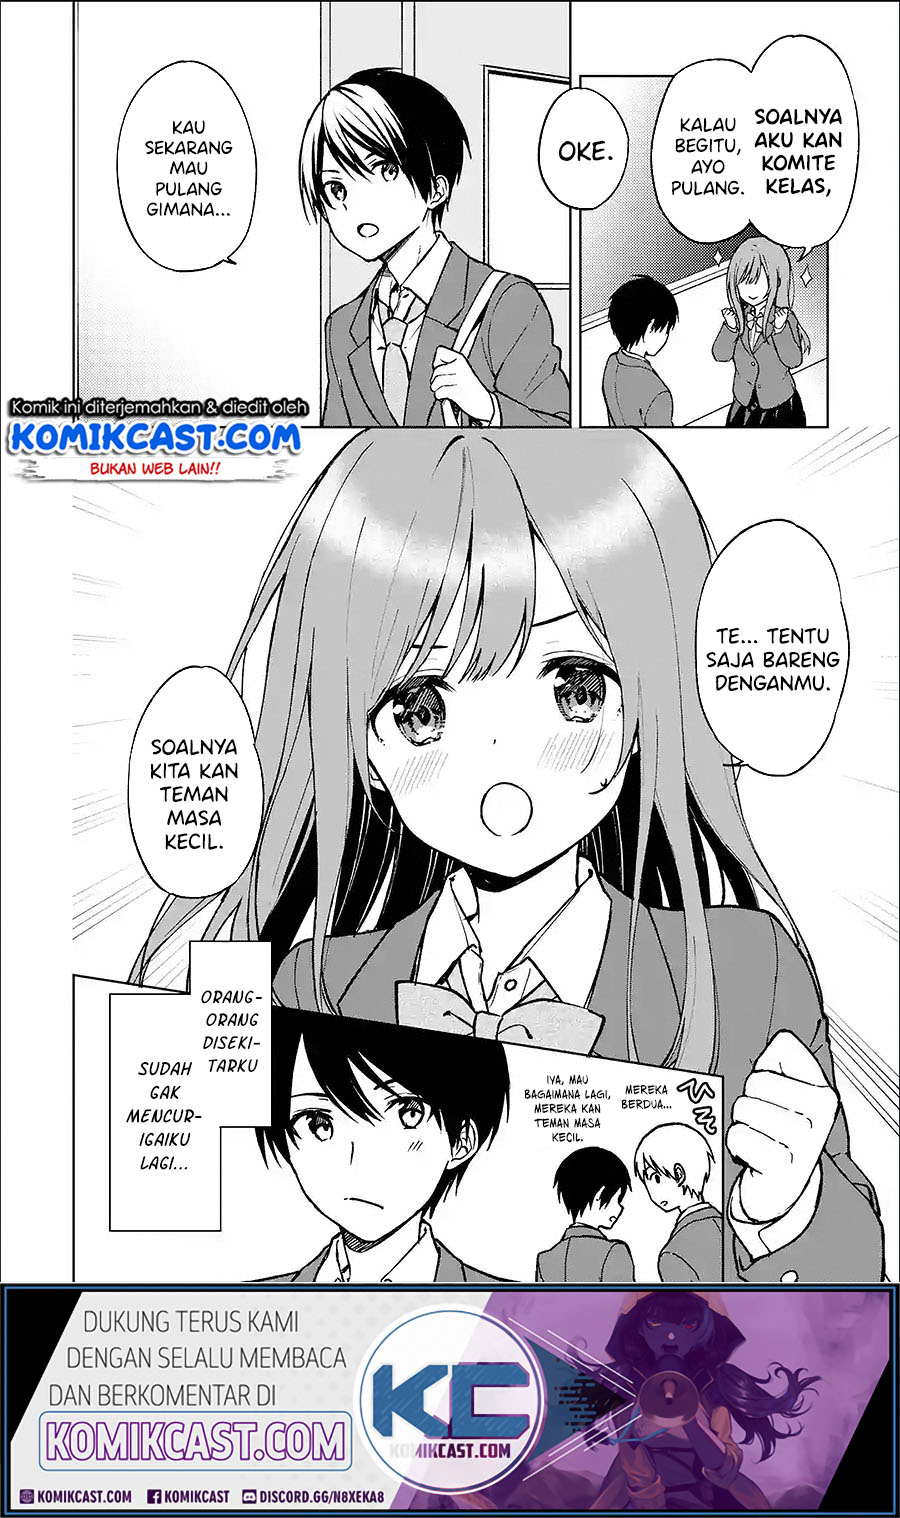 SOALNYA
AKU KAN
KOMITE
KELAS,
KALAU
BEGITU,
AYO
PULANG.
OKE.
KAU
SEKARANG
MAU
PULANG
GIMANA...
Komik ini diterjemahkan & diedit oleh
KOMIKCAST.COM
BUKAN WEB LAIN!!
TE... TENTU
SAJA BARENG
DENGANMU.
SOALNYA
KITA KAN
TEMAN
MASA
KECIL.
MEREKA
BERDUA...
IYA, MAU
BAGAIMANA LAGI,
MEREKA KAN
TEMAN MASA
KECIL.
ORANG-
ORANG
DISEKI-
TARKU
SUDAH
GAK
MENCUR-
IGAIKU
LAGI...
DUKUNG TERUS KAMI
DENGAN SELALU MEMBACA
DAN BERKOMENTAR DI
KOMIKCAST.COM
KC
KOMIKCAST.COM
KOMIKCAST.COM
KOMIKCAST
DISCORD.GG/N8XEKA8